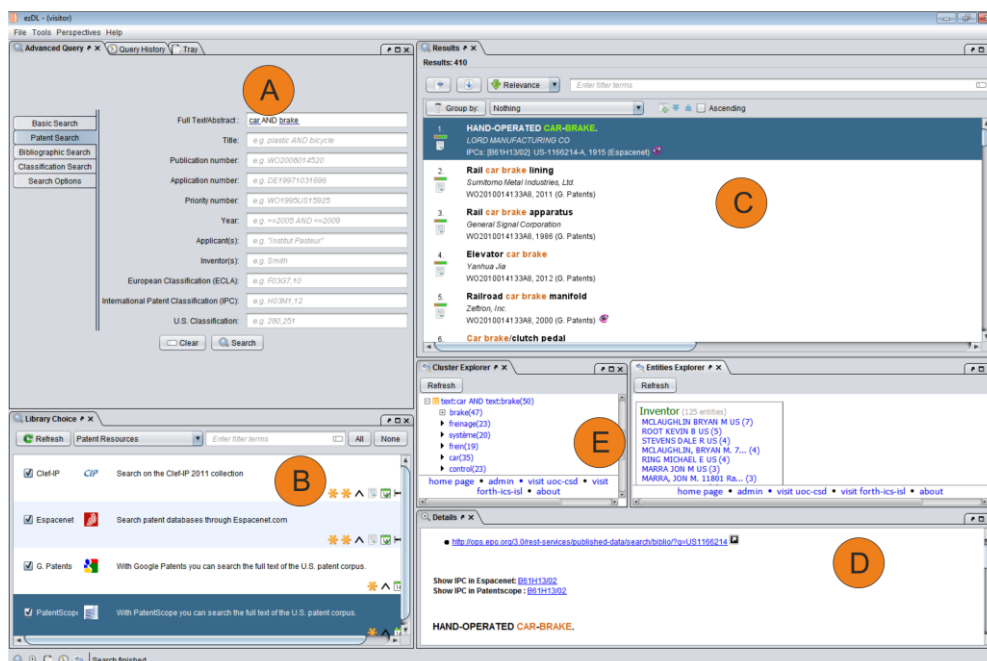 ezDL - (visitor)
File Tools Perspectives Help
Advanced Query
Query History
Tray
A
Basic Search
Patent Search
Bibliographic Search
Classification Search
Search Options
Full Text/Abstract: car AND brake
Title: e.g. plastic AND bicycle
Publication number: e.g. WO2006014520
Application number: e.g. DE19971031696
Priority number: e.g. WO1995US15925
Year: e.g. >=2005 AND <=2009
Applicant(s): e.g. "Institut Pasteur"
Inventor(s): e.g. Smith
European Classification (ECLA): e.g. F03G7,10
International Patent Classification (IPC): e.g. H03M1,12
U.S. Classification: e.g. 280,251
Clear
Search
Library Choice
Refresh
Patent Resources
Enter filter terms
All
None
B
Clef-IP CIP Search on the Clef-IP 2011 collection
Espacenet Search patent databases through Espacenet.com
G. Patents With Google Patents you can search the full text of the U.S. patent corpus.
PatentScop With PatentScope you can search the full text of the U.S. patent corpus.
Search finished
Results
Results: 410
Relevance
Enter filter terms
Group by: Nothing
Ascending
C
1. HAND-OPERATED CAR-BRAKE.
LORD MANUFACTURING CO
IPCs: [B61H13/02] US-1166214-A, 1915 (Espacenet)
2. Rail car brake lining
Sumitomo Metal Industries, Ltd.
WO2010014133A8, 2011 (G. Patents)
3. Rail car brake apparatus
General Signal Corporation
WO2010014133A8, 1986 (G. Patents)
4. Elevator car brake
Yanhua Jia
WO2010014133A8, 2012 (G. Patents)
5. Railroad car brake manifold
Zeftron, Inc.
WO2010014133A8, 2000 (G. Patents)
6. Car brake/clutch pedal
Cluster Explorer
Refresh
text:car AND text:brake(50)
brake(47)
freinage(23)
système(20)
frein(19)
car(35)
control(23)
E
home page • admin • visit uoc-csd • visit
forth-ics-isl • about
Entities Explorer
Refresh
Inventor (125 entities)
MCLAUGHLIN BRYAN M US (7)
ROOT KEVIN B US (5)
STEVENS DALE R US (4)
MCLAUGHLIN, BRYAN M. 7... (4)
RING MICHAEL E US (4)
MARRA JON M US (3)
MARRA, JON M. 11801 Ra... (3)
home page • admin • visit uoc-csd • visit forth-ics-isl • about
Details
D
• http://ops.epo.org/3.0/rest-services/published-data/search/biblio/?q=US1166214
Show IPC in Espacenet: B61H13/02
Show IPC in Patentscope : B61H13/02
HAND-OPERATED CAR-BRAKE.